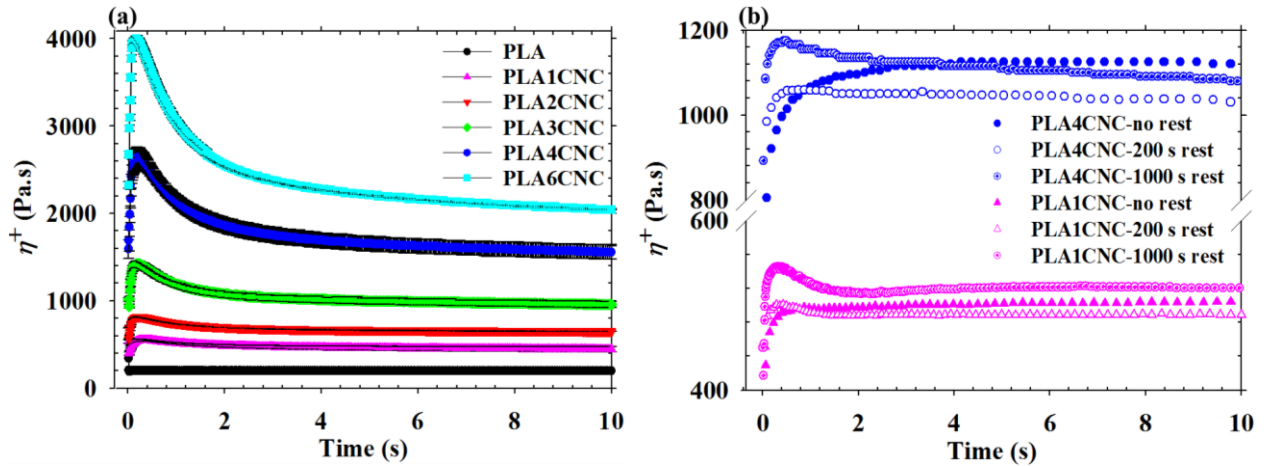 (a)
η⁺ (Pa.s)
4000
3000
2000
1000
0
0 2 4 6 8 10
Time (s)
PLA
PLA1CNC
PLA2CNC
PLA3CNC
PLA4CNC
PLA6CNC
(b)
η⁺ (Pa.s)
1200
1000
800
600
400
0 2 4 6 8 10
Time (s)
PLA4CNC-no rest
PLA4CNC-200 s rest
PLA4CNC-1000 s rest
PLA1CNC-no rest
PLA1CNC-200 s rest
PLA1CNC-1000 s rest